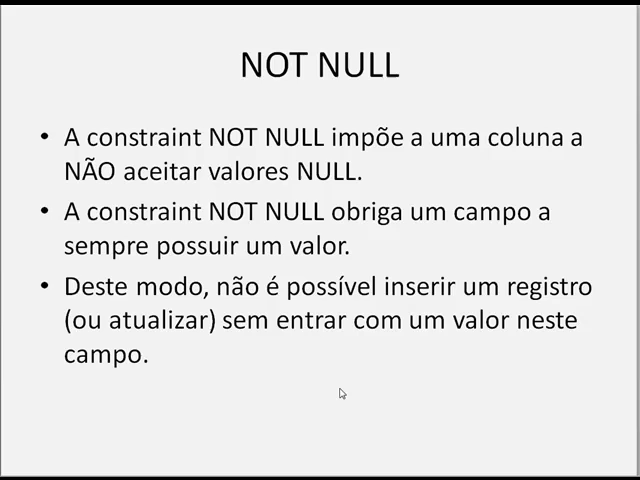 NOT NULL
• A constraint NOT NULL impõe a uma coluna a
NÃO aceitar valores NULL.
• A constraint NOT NULL obriga um campo a
sempre possuir um valor.
• Deste modo, não é possível inserir um registro
(ou atualizar) sem entrar com um valor neste
campo.